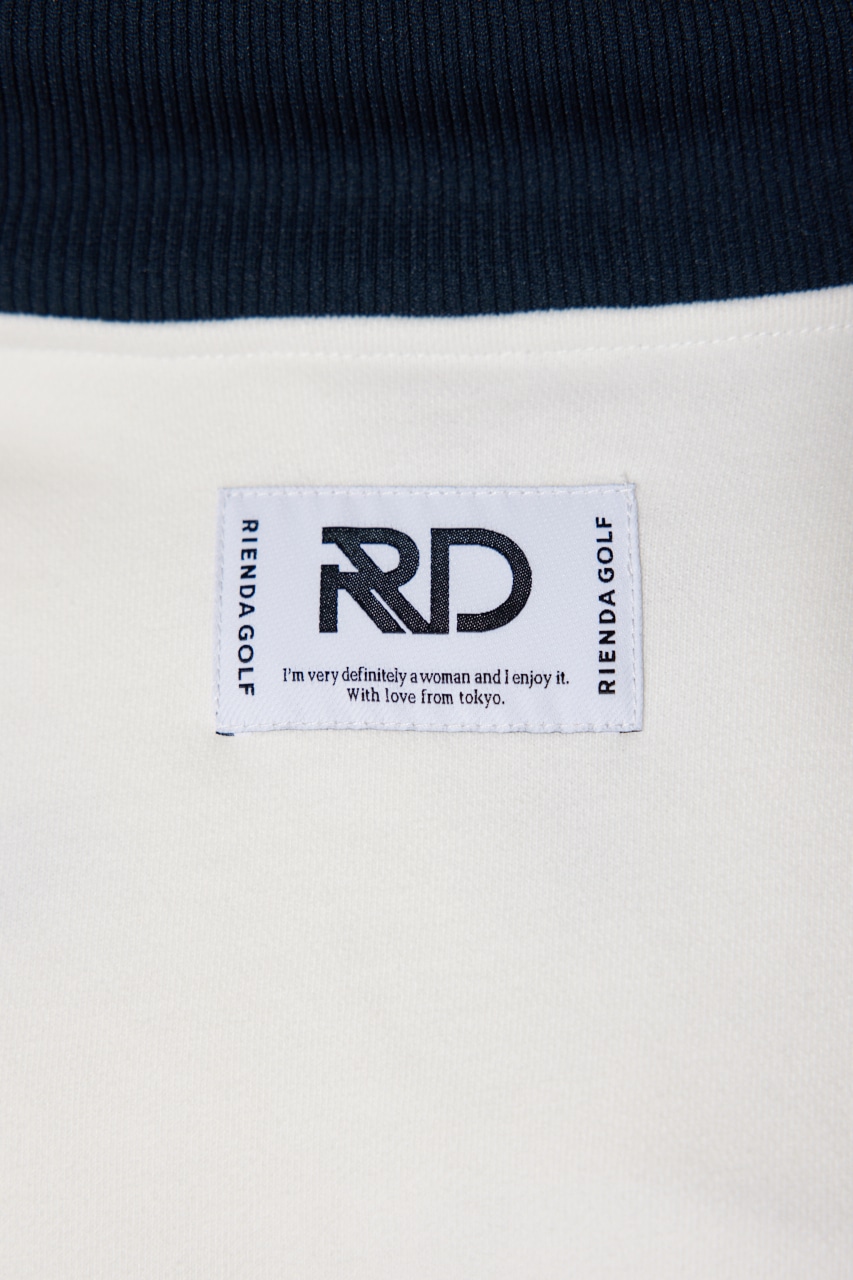 RIENDA GOLF
RD
I'm very definitely a woman and I enjoy it.
With love from tokyo.
RIENDA GOLF